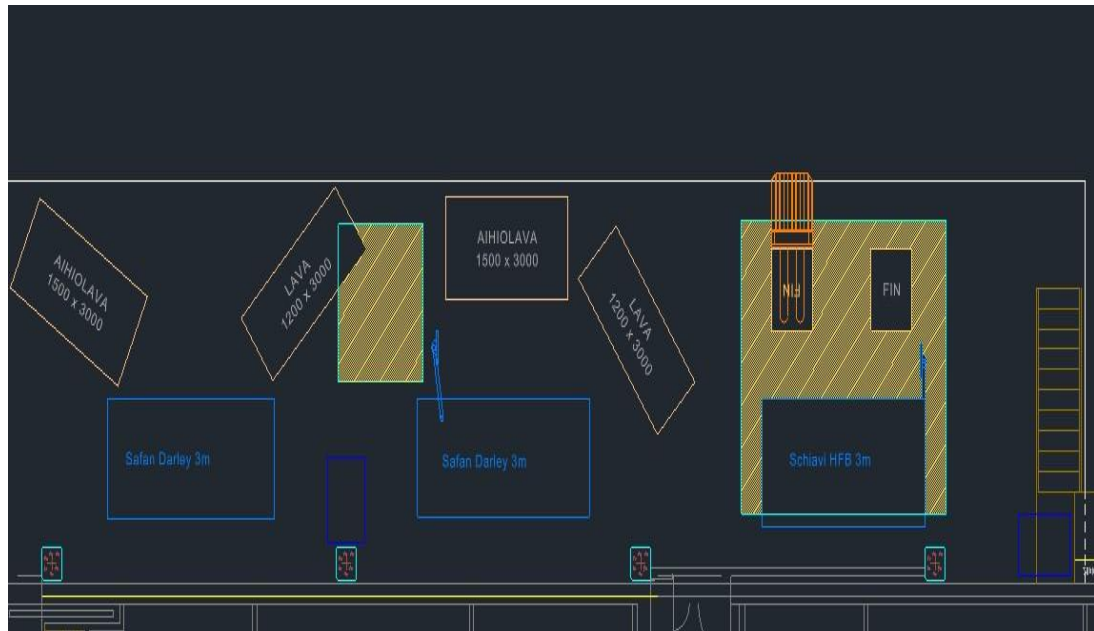 AIHIOLAVA
1500 x 3000
LAVA
1200 x 3000
AIHIOLAVA
1500 x 3000
LAVA
1200 x 3000
FIN
FIN
Safan Darley 3m
Safan Darley 3m
Schiavi HFB 3m